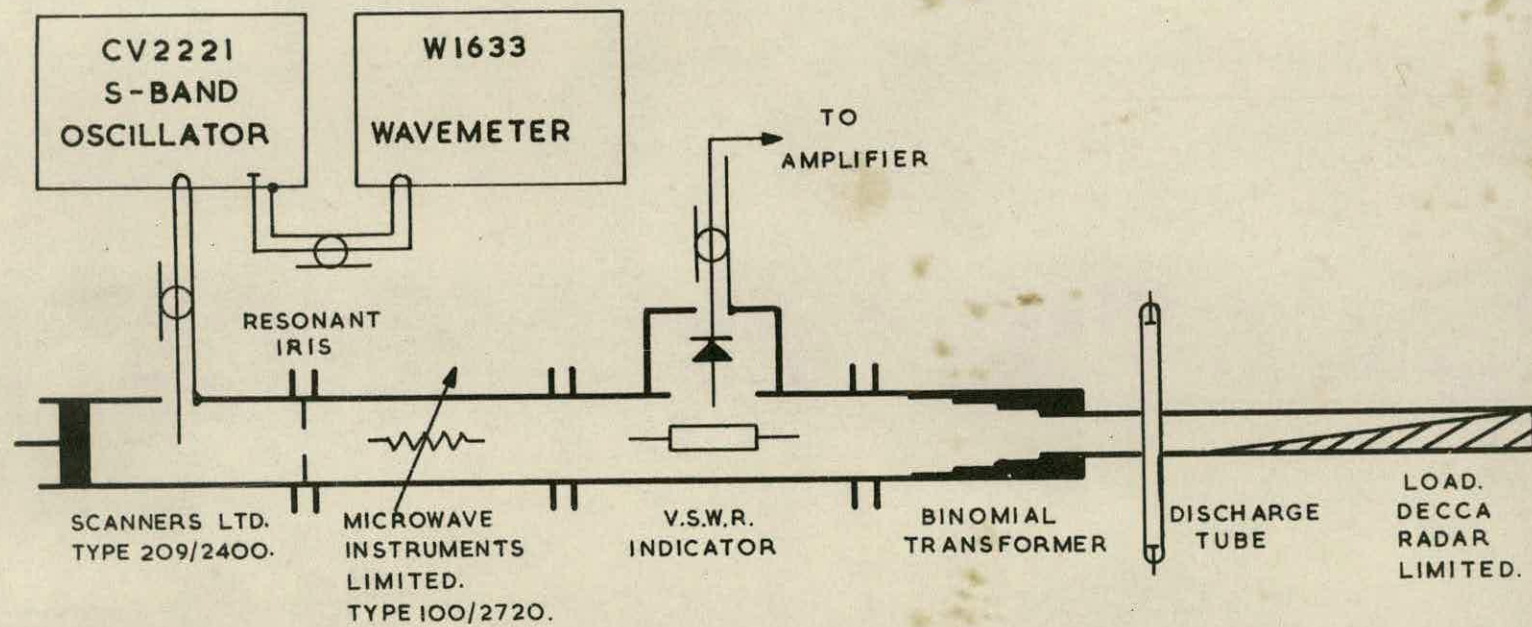 CV2221
S-BAND
OSCILLATOR
W1633
WAVEMETER
TO
AMPLIFIER
RESONANT
IRIS
SCANNERS LTD.
TYPE 209/2400.
MICROWAVE
INSTRUMENTS
LIMITED.
TYPE 100/2720.
V.S.W.R.
INDICATOR
BINOMIAL
TRANSFORMER
DISCHARGE
TUBE
LOAD.
DECCA
RADAR
LIMITED.